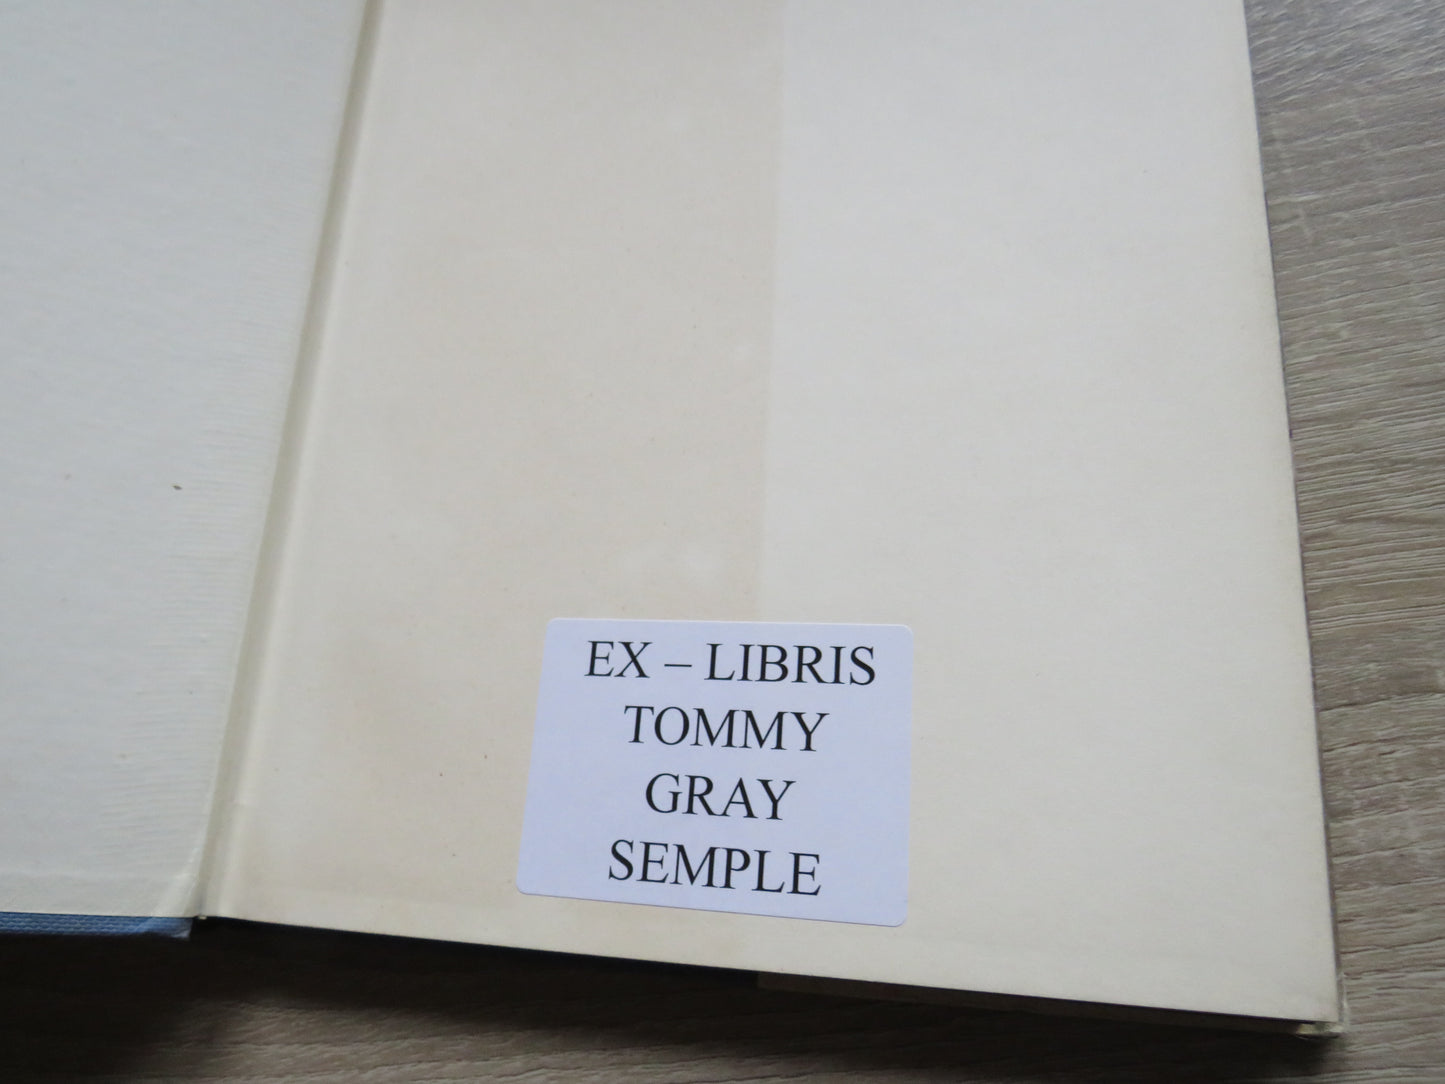 EX – LIBRIS
TOMMY
GRAY
SEMPLE